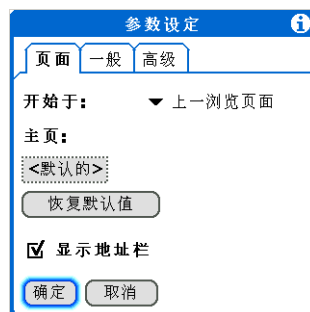 参数设定
页面 一般 高级
开始于: 上一浏览页面
主页:
<默认的>
恢复默认值
显示地址栏
确定 取消